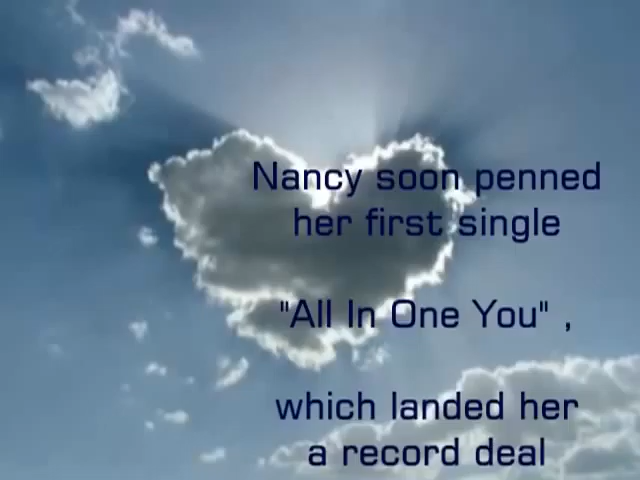 Nancy soon penned
her first single
"All In One You" ,
which landed her
a record deal